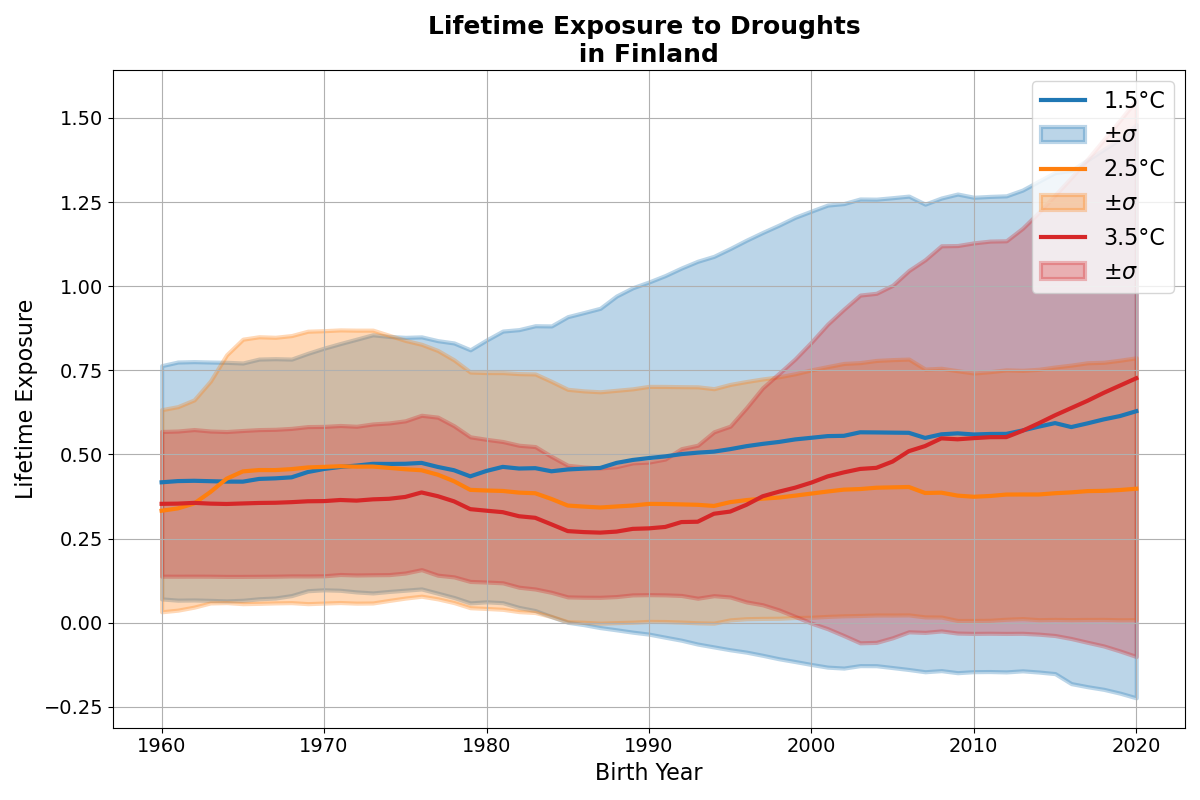 Lifetime Exposure to Droughts
in Finland
1.50
1.25
1.00
0.75
0.50
0.25
0.00
−0.25
Lifetime Exposure
1.5°C
±σ
2.5°C
±σ
3.5°C
±σ
1960 1970 1980 1990 2000 2010 2020
Birth Year